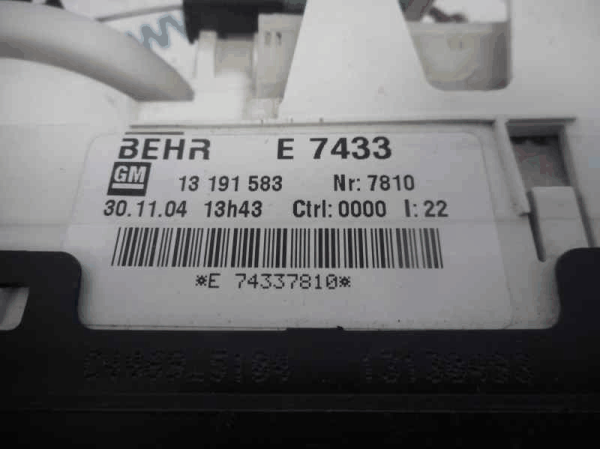 BEHR E 7433
GM 13 191 583 Nr: 7810
30.11.04 13h43 Ctrl: 0000 I: 22
*E 74337810*